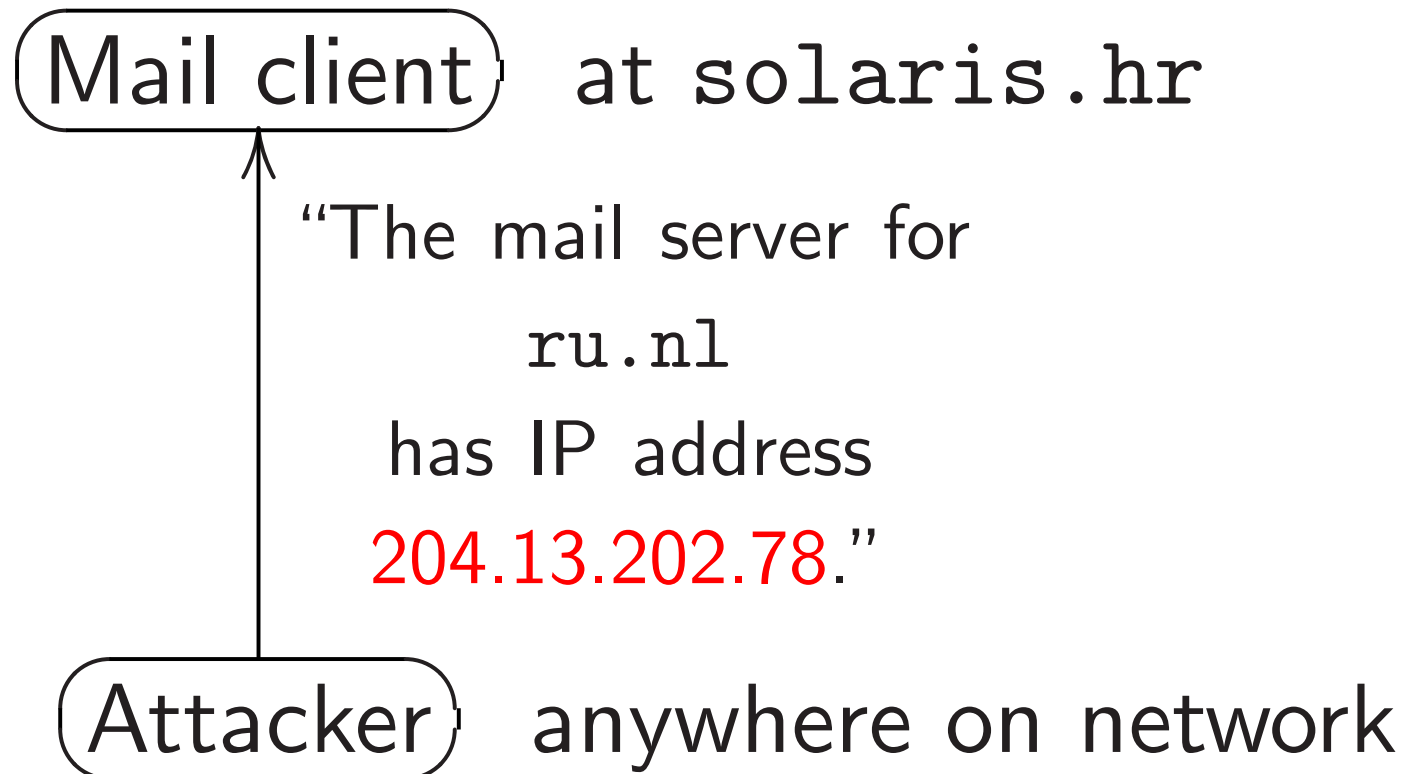 Mail client at solaris.hr
“The mail server for
ru.nl
has IP address
204.13.202.78.”
Attacker anywhere on network